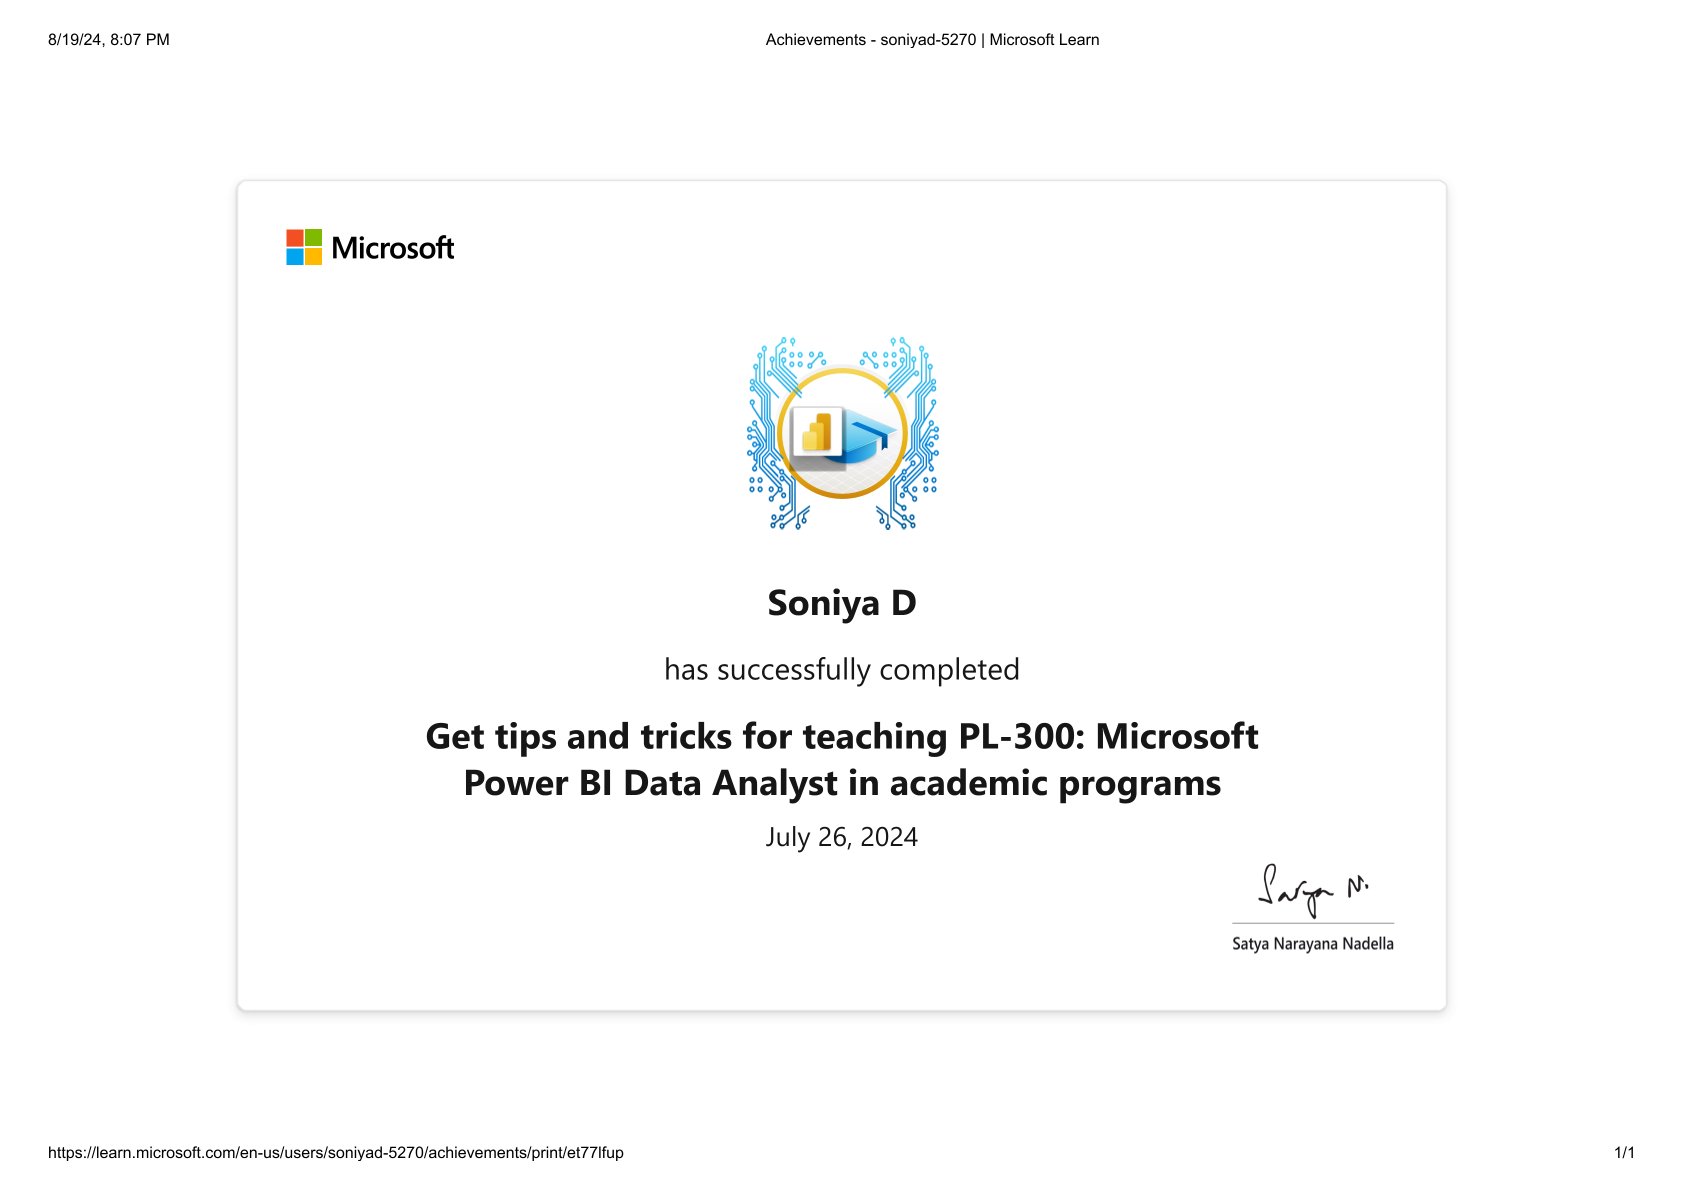 8/19/24, 8:07 PM
Achievements - soniyad-5270 | Microsoft Learn
Microsoft
Soniya D
has successfully completed
Get tips and tricks for teaching PL-300: Microsoft
Power BI Data Analyst in academic programs
July 26, 2024
Satya N.
Satya Narayana Nadella
https://learn.microsoft.com/en-us/users/soniyad-5270/achievements/print/et77lfup
1/1